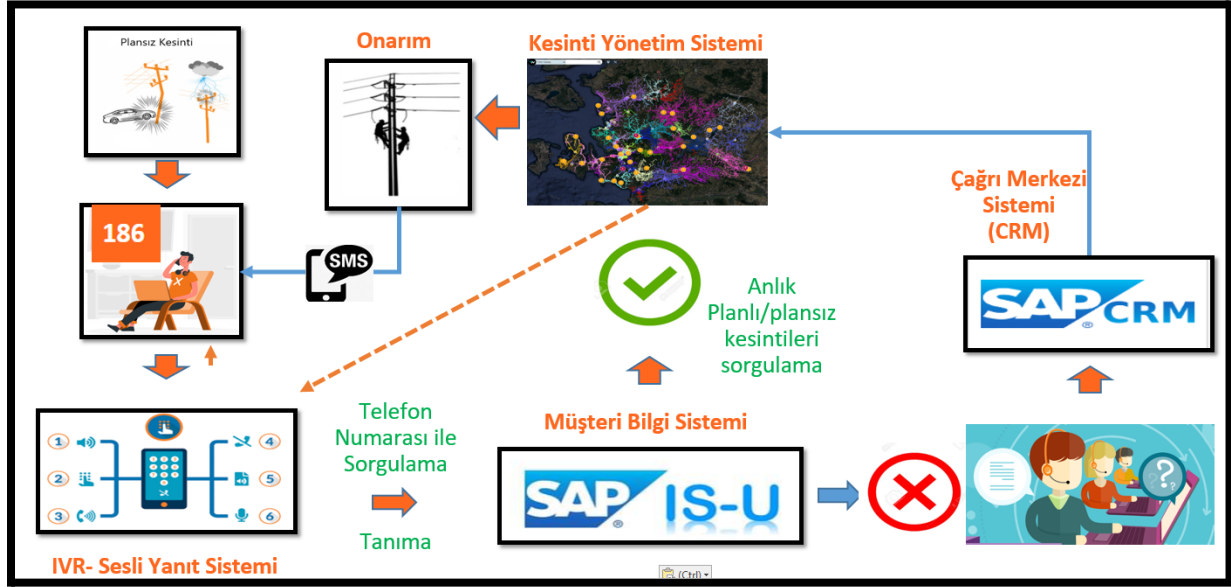 Plansız Kesinti
Onarım
Kesinti Yönetim Sistemi
186
SMS
Çağrı Merkezi
Sistemi
(CRM)
SAP CRM
Anlık
Planlı/plansız
kesintileri
sorgulama
Telefon
Numarası ile
Sorgulama
Tanıma
Müşteri Bilgi Sistemi
SAP IS-U
1
2
3
4
5
6
IVR- Sesli Yanıt Sistemi
(Ctrl)